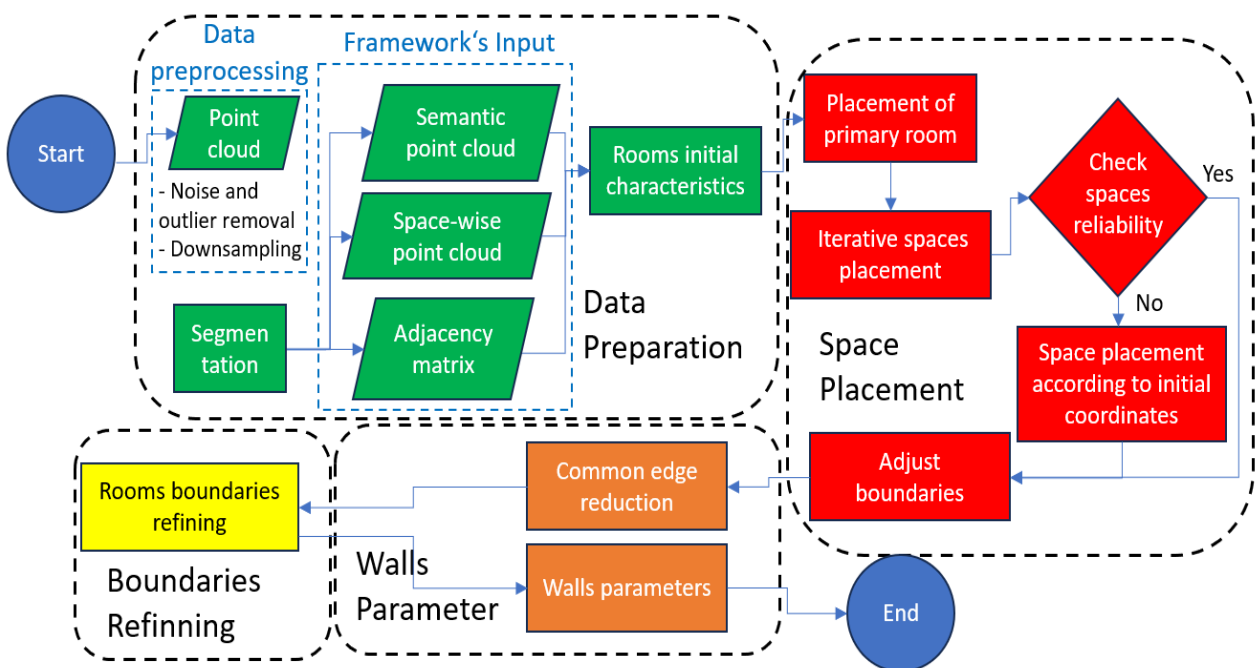 Start
Data
preprocessing
Point
cloud
- Noise and
outlier removal
- Downsampling
Segmen
tation
Framework‘s Input
Semantic
point cloud
Space-wise
point cloud
Adjacency
matrix
Rooms initial
characteristics
Data
Preparation
Placement of
primary room
Iterative spaces
placement
Check
spaces
reliability
Yes
No
Space placement
according to initial
coordinates
Adjust
boundaries
Space
Placement
Common edge
reduction
Rooms boundaries
refining
Boundaries
Refinning
Walls
Parameter
Walls parameters
End